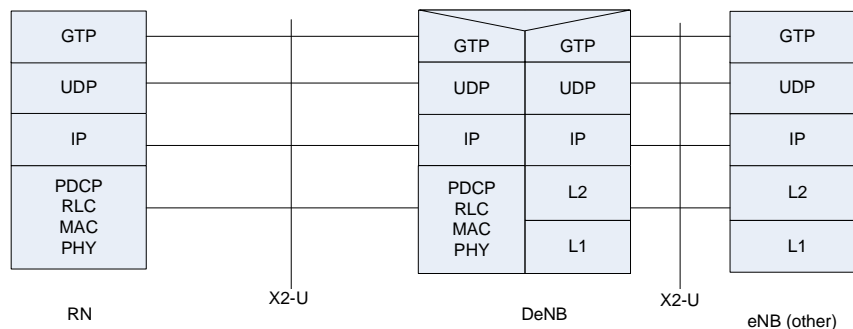 GTP
UDP
IP
PDCP
RLC
MAC
PHY
RN
X2-U
GTP
GTP
UDP
UDP
IP
IP
PDCP
RLC
MAC
PHY
L2
L1
DeNB
X2-U
GTP
UDP
IP
L2
L1
eNB (other)